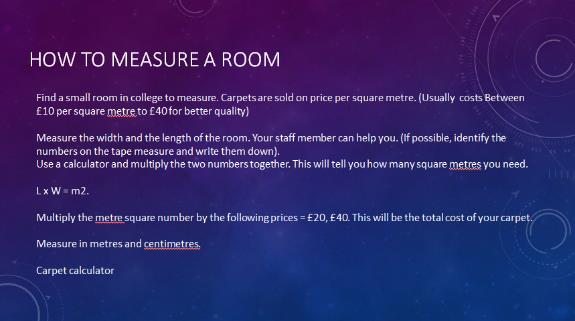 HOW TO MEASURE A ROOM
Find a small room in college to measure. Carpets are sold on price per square metre. (Usually costs Between
£10 per square metre to £40 for better quality)
Measure the width and the length of the room. Your staff member can help you. (If possible, identify the
numbers on the tape measure and write them down).
Use a calculator and multiply the two numbers together. This will tell you how many square metres you need.
L x W = m2.
Multiply the metre square number by the following prices = £20, £40. This will be the total cost of your carpet.
Measure in metres and centimetres.
Carpet calculator